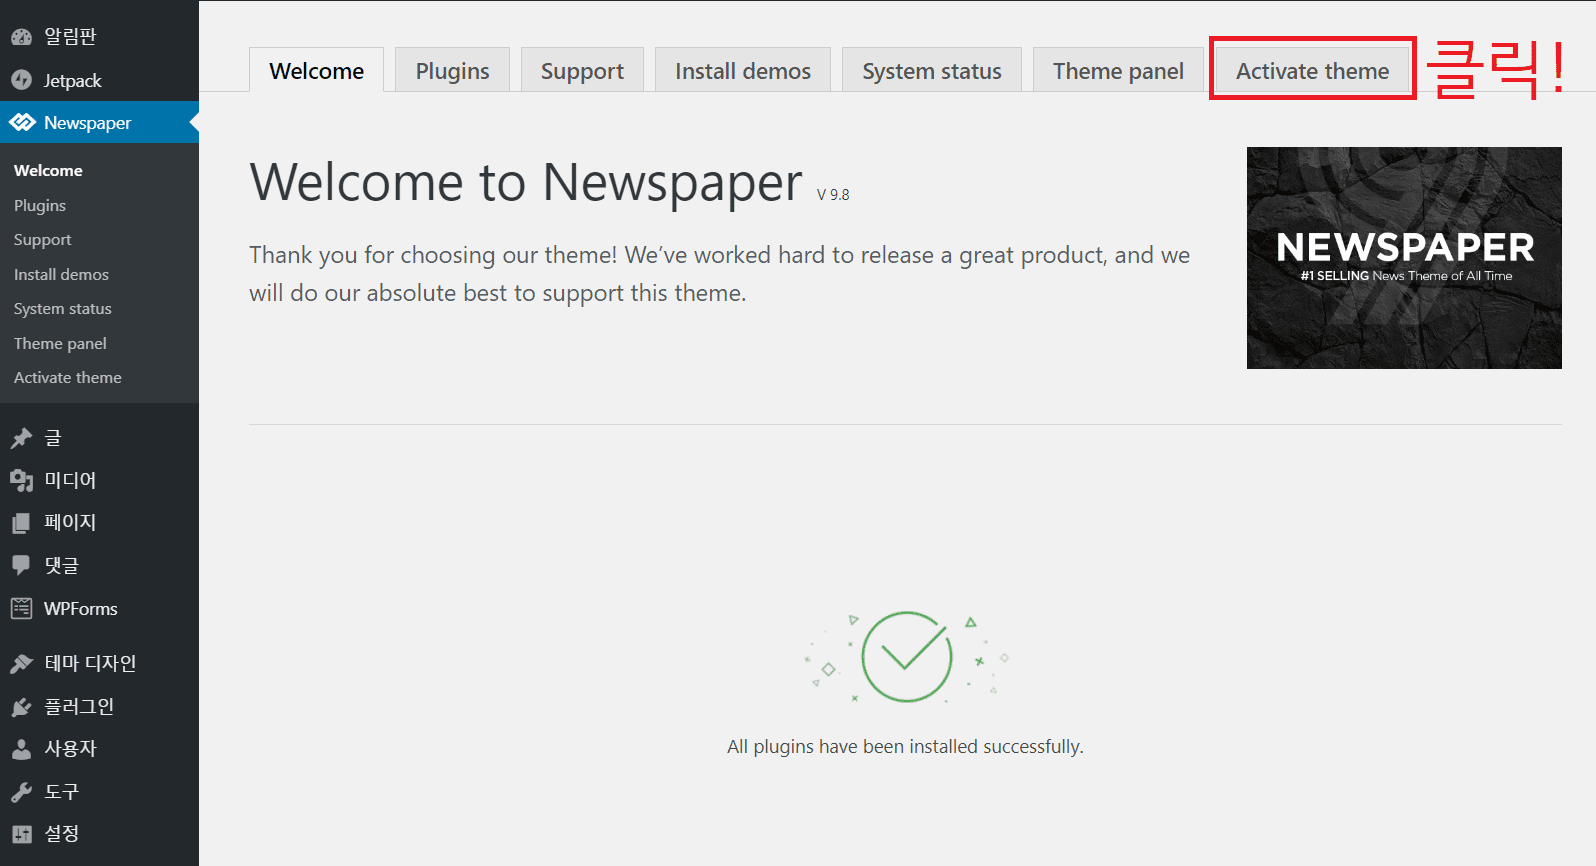 알림판
Jetpack
Newspaper
Welcome
Plugins
Support
Install demos
System status
Theme panel
Activate theme
글
미디어
페이지
댓글
WPForms
테마 디자인
플러그인
사용자
도구
설정
Welcome Plugins Support Install demos System status Theme panel Activate theme 클릭!
Welcome to Newspaper V 9.8
Thank you for choosing our theme! We’ve worked hard to release a great product, and we
will do our absolute best to support this theme.
NEWSPAPER
#1 SELLING News Theme of All Time
All plugins have been installed successfully.